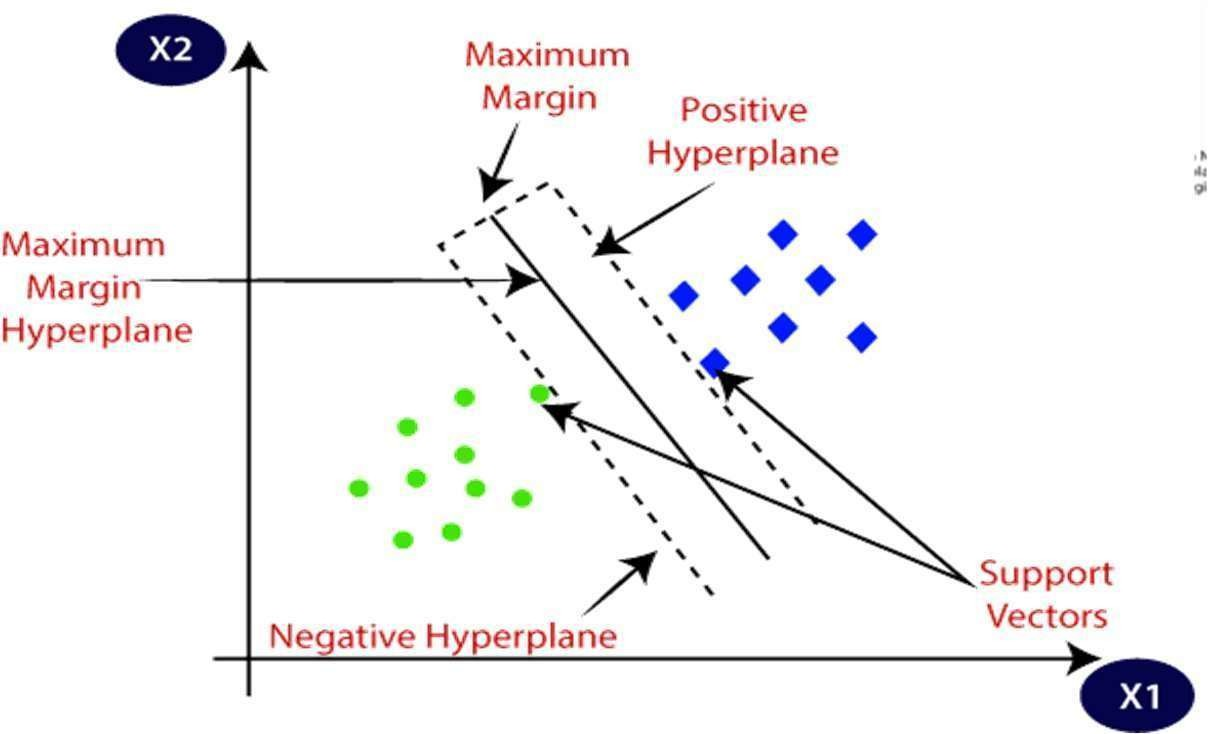 X2
Maximum
Margin
Positive
Hyperplane
Maximum
Margin
Hyperplane
Support
Vectors
Negative Hyperplane
X1